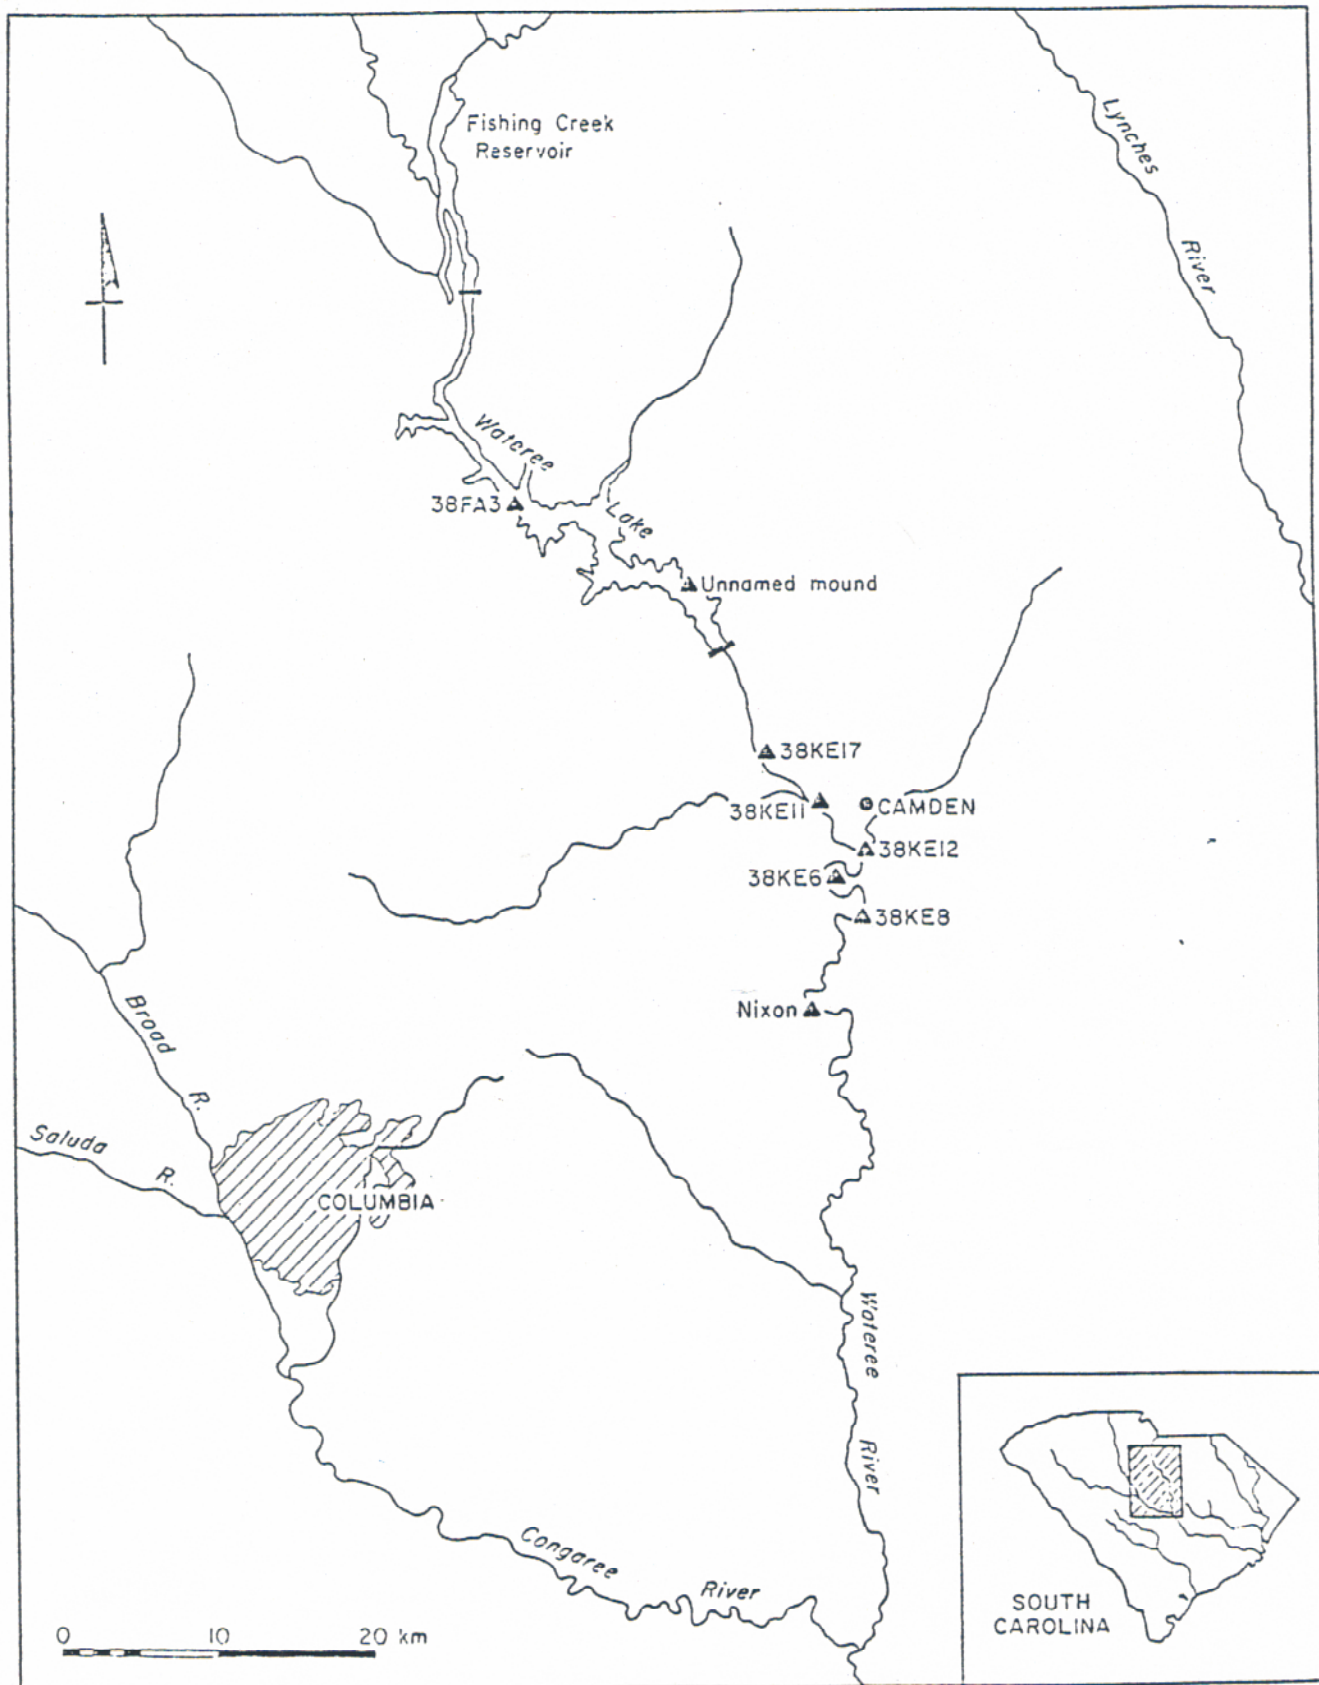 Fishing Creek
Reservoir
Lynches
River
Wateree
Lake
38FA3
Unnamed mound
38KE17
38KE11
CAMDEN
38KE12
38KE6
38KE8
Nixon
Broad
R.
Saluda
R.
COLUMBIA
Wateree
River
Congaree
River
0 10 20 km
SOUTH
CAROLINA